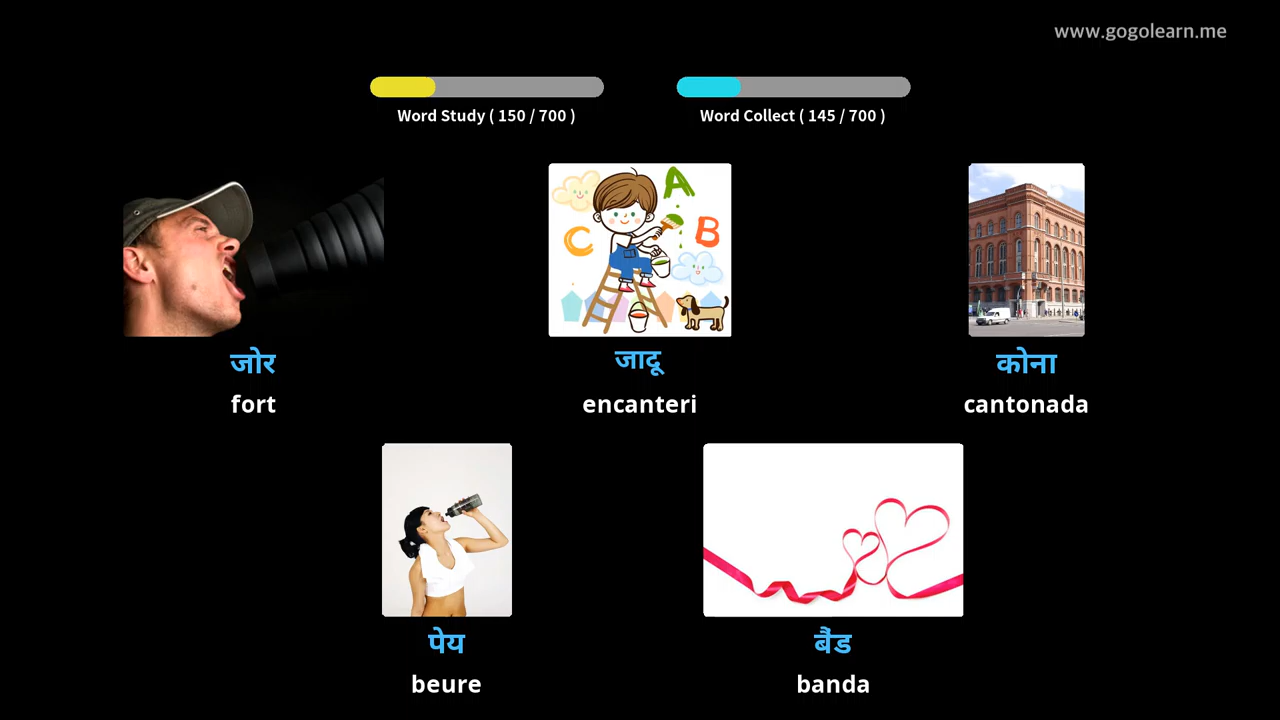 www.gogolearn.me
Word Study ( 150 / 700 )
Word Collect ( 145 / 700 )
A
B
C
जोर
जादू
कोना
fort
encanteri
cantonada
पेय
बैंड
beure
banda